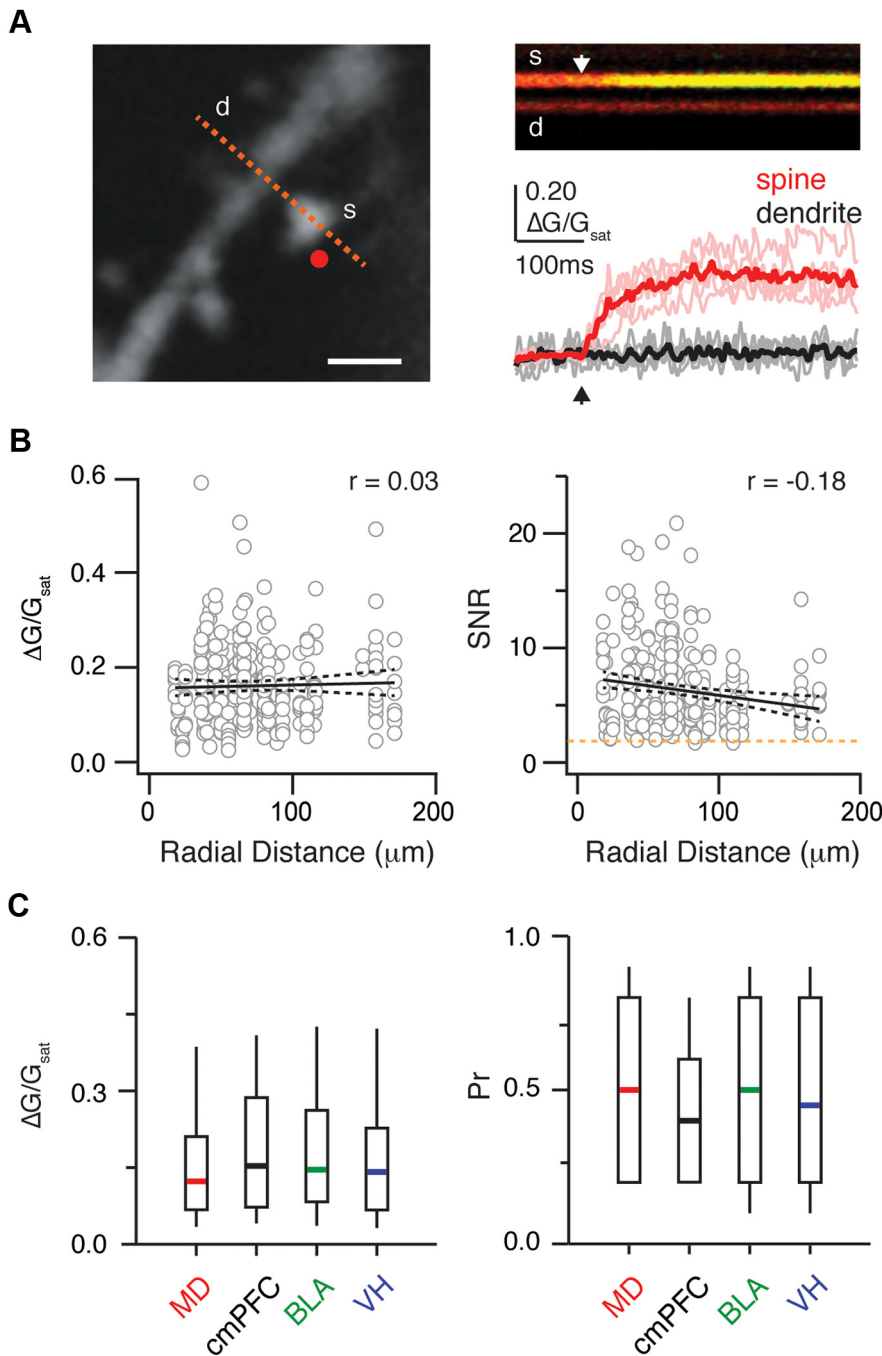 A
d
s
s
d
0.20
ΔG/Gsat
100ms
spine
dendrite
B
r = 0.03
0.6
0.4
0.2
0.0
ΔG/Gsat
0 100 200
Radial Distance (μm)
r = -0.18
20
10
0
SNR
0 100 200
Radial Distance (μm)
C
0.6
0.3
0.0
ΔG/Gsat
MD
cmPFC
BLA
VH
1.0
0.5
0.0
Pr
MD
cmPFC
BLA
VH